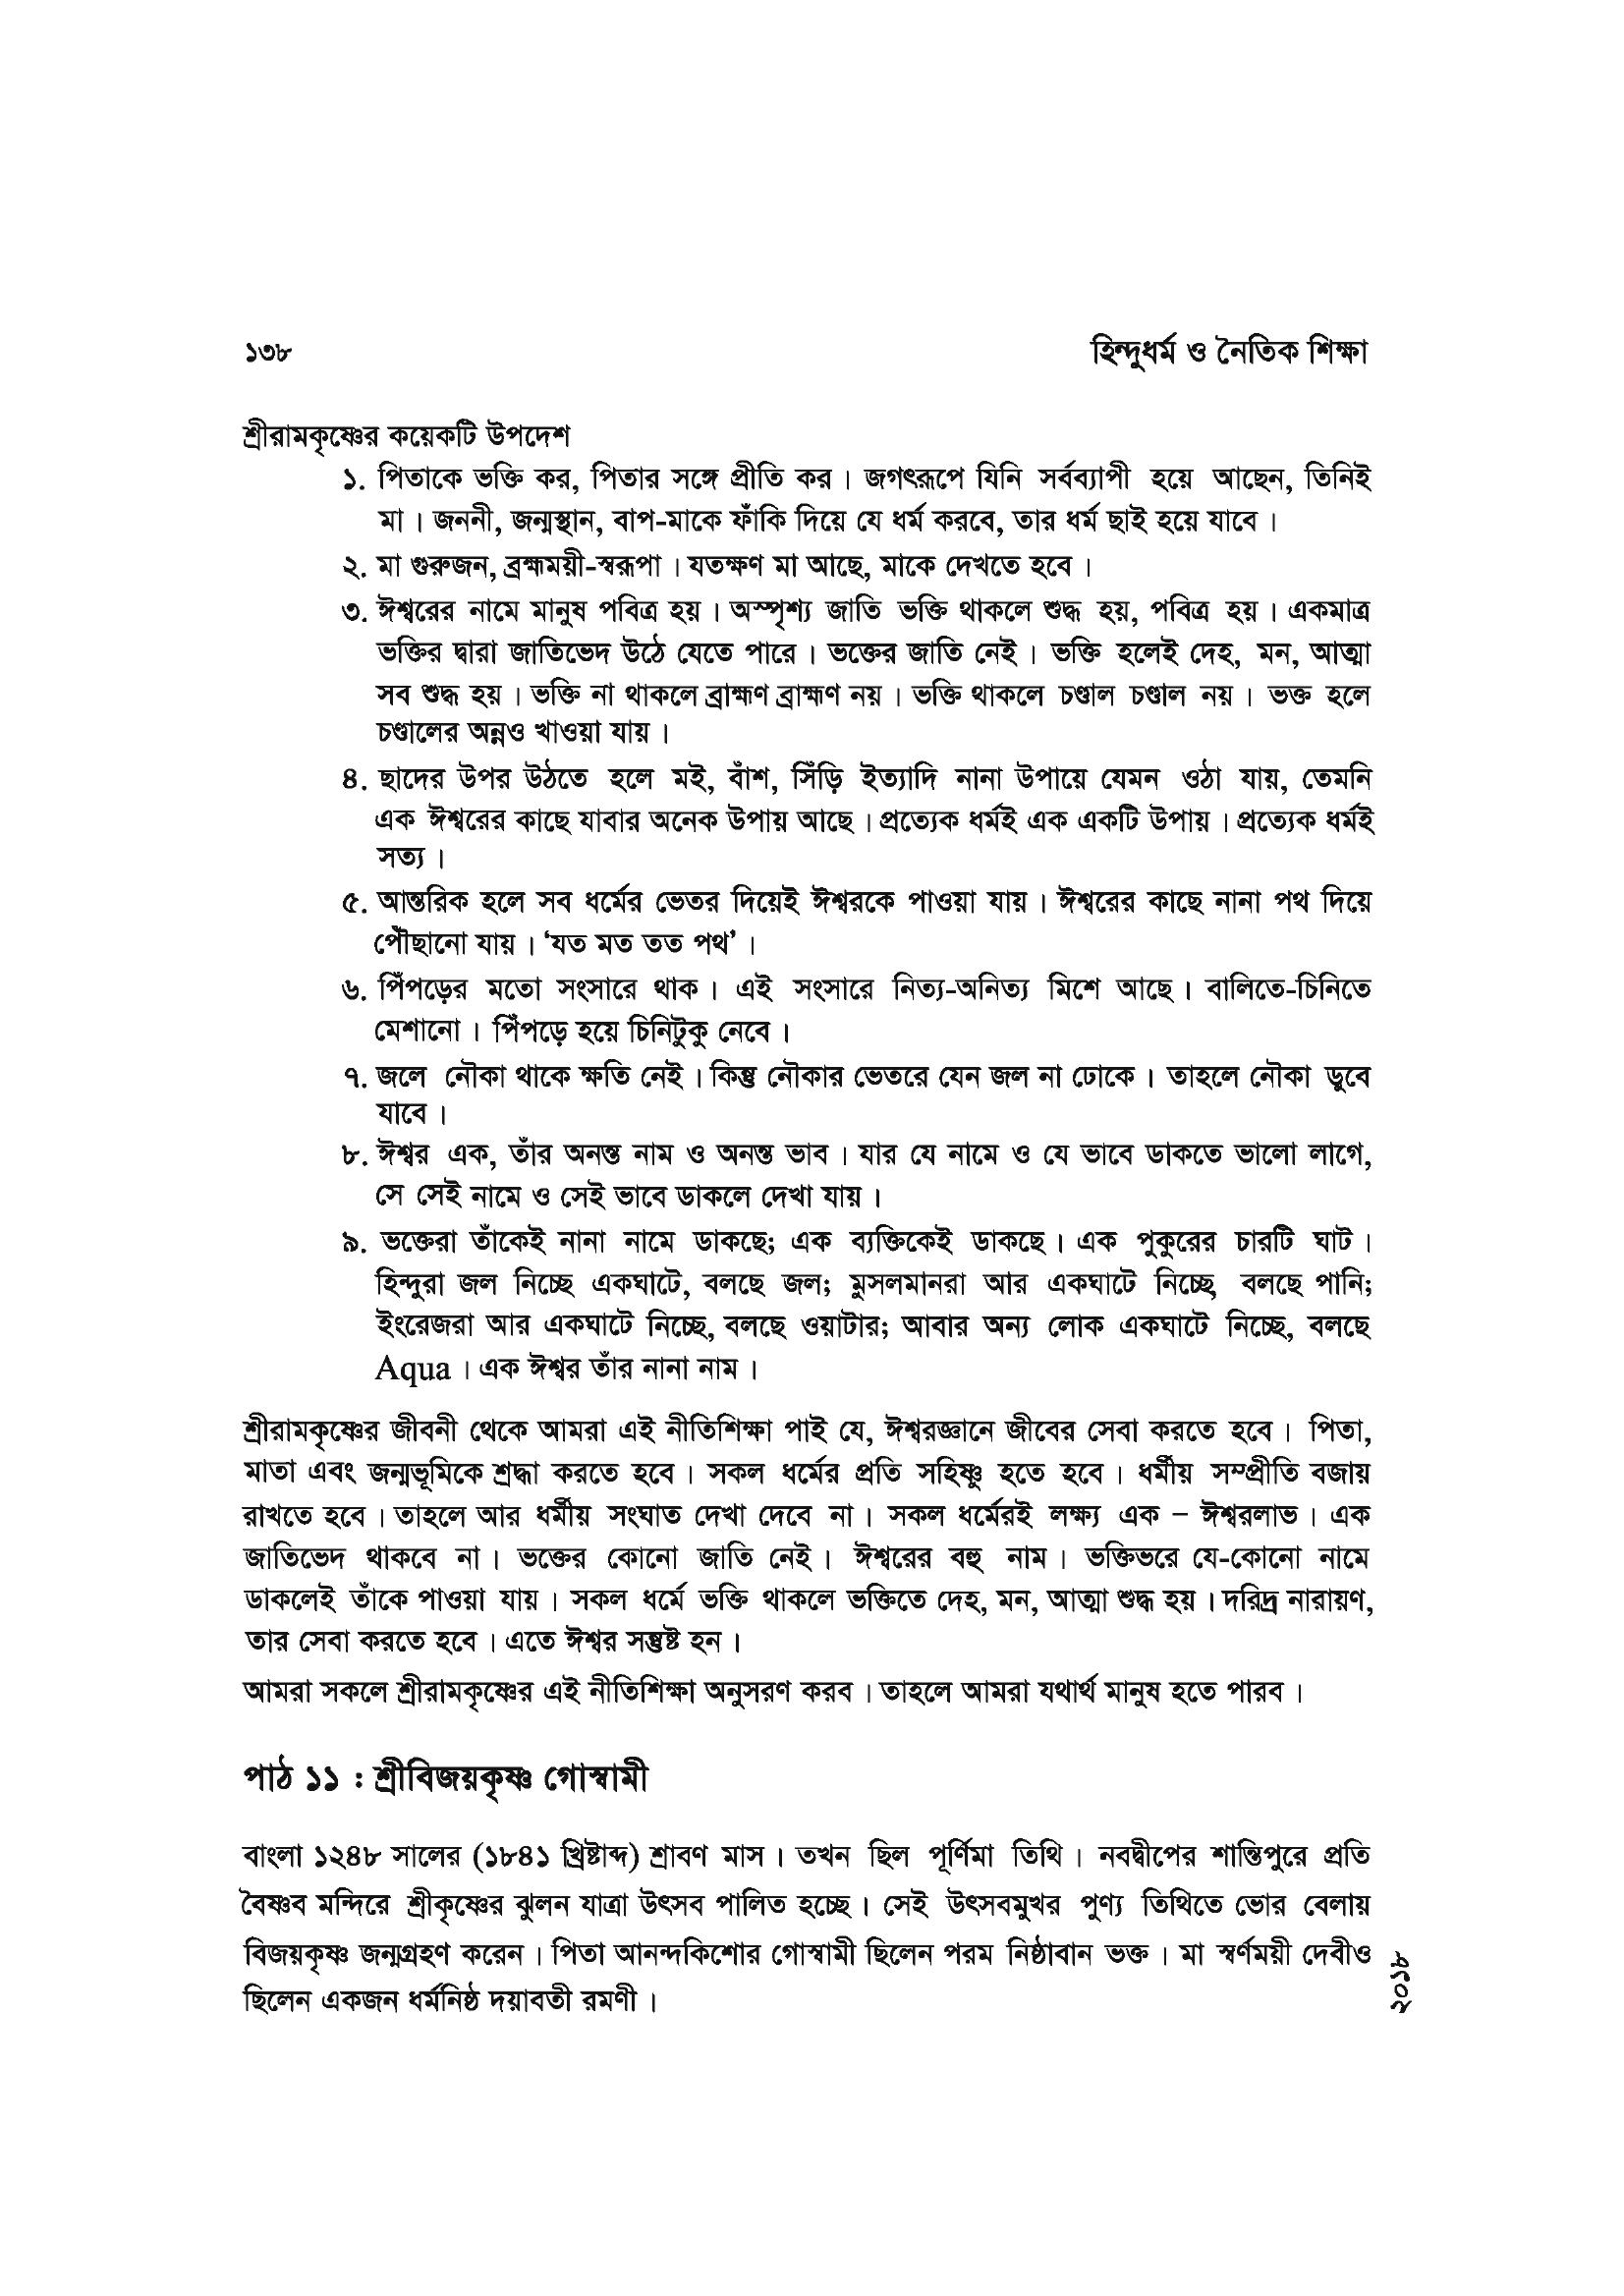 ১৩৮ হিন্দুধর্ম ও নৈতিক শিক্ষা
শ্রীরামকৃষ্ণের কয়েকটি উপদেশ
১. পিতাকে ভক্তি কর, পিতার সঙ্গে প্রীতি কর। জগৎরূপে যিনি সর্বব্যাপী হয়ে আছেন, তিনিই
মা। জননী, জন্মস্থান, বাপ-মাকে ফাঁকি দিয়ে যে ধর্ম করবে, তার ধর্ম ছাই হয়ে যাবে।
২. মা গুরুজন, ব্রহ্মময়ী-স্বরূপা। যতক্ষণ মা আছে, মাকে দেখতে হবে।
৩. ঈশ্বরের নামে মানুষ পবিত্র হয়। অস্পৃশ্য জাতি ভক্তি থাকলে শুদ্ধ হয়, পবিত্র হয়। একমাত্র
ভক্তির দ্বারা জাতিভেদ উঠে যেতে পারে। ভক্তের জাতি নেই। ভক্তি হলেই দেহ, মন, আত্মা
সব শুদ্ধ হয়। ভক্তি না থাকলে ব্রাহ্মণ ব্রাহ্মণ নয়। ভক্তি থাকলে চণ্ডাল চণ্ডাল নয়। ভক্ত হলে
চণ্ডালের অন্নও খাওয়া যায়।
৪. ছাদের উপর উঠতে হলে মই, বাঁশ, সিঁড়ি ইত্যাদি নানা উপায়ে যেমন ওঠা যায়, তেমনি
এক ঈশ্বরের কাছে যাবার অনেক উপায় আছে। প্রত্যেক ধর্মই এক একটি উপায়। প্রত্যেক ধর্মই
সত্য।
৫. আন্তরিক হলে সব ধর্মের ভেতর দিয়েই ঈশ্বরকে পাওয়া যায়। ঈশ্বরের কাছে নানা পথ দিয়ে
পৌঁছানো যায়। ‘যত মত তত পথ’।
৬. পিঁপড়ের মতো সংসারে থাক। এই সংসারে নিত্য-অনিত্য মিশে আছে। বালিতে-চিনিতে
মেশানো। পিঁপড়ে হয়ে চিনিটুকু নেবে।
৭. জলে নৌকা থাকে ক্ষতি নেই। কিন্তু নৌকার ভেতরে যেন জল না ঢোকে। তাহলে নৌকা ডুবে
যাবে।
৮. ঈশ্বর এক, তাঁর অনন্ত নাম ও অনন্ত ভাব। যার যে নামে ও যে ভাবে ডাকতে ভালো লাগে,
সে সেই নামে ও সেই ভাবে ডাকলে দেখা যায়।
৯. ভক্তেরা তাঁকেই নানা নামে ডাকছে; এক ব্যক্তিকেই ডাকছে। এক পুকুরের চারটি ঘাট।
হিন্দুরা জল নিচ্ছে একঘাটে, বলছে জল; মুসলমানরা আর একঘাটে নিচ্ছে, বলছে পানি;
ইংরেজরা আর একঘাটে নিচ্ছে, বলছে ওয়াটার; আবার অন্য লোক একঘাটে নিচ্ছে, বলছে
Aqua। এক ঈশ্বর তাঁর নানা নাম।
শ্রীরামকৃষ্ণের জীবনী থেকে আমরা এই নীতিশিক্ষা পাই যে, ঈশ্বরজ্ঞানে জীবের সেবা করতে হবে। পিতা,
মাতা এবং জন্মভূমিকে শ্রদ্ধা করতে হবে। সকল ধর্মের প্রতি সহিষ্ণু হতে হবে। ধর্মীয় সম্প্রীতি বজায়
রাখতে হবে। তাহলে আর ধর্মীয় সংঘাত দেখা দেবে না। সকল ধর্মেরই লক্ষ্য এক – ঈশ্বরলাভ। এক
জাতিভেদ থাকবে না। ভক্তের কোনো জাতি নেই। ঈশ্বরের বহু নাম। ভক্তিভরে যে-কোনো নামে
ডাকলেই তাঁকে পাওয়া যায়। সকল ধর্মে ভক্তি থাকলে ভক্তিতে দেহ, মন, আত্মা শুদ্ধ হয়। দরিদ্র নারায়ণ,
তার সেবা করতে হবে। এতে ঈশ্বর সন্তুষ্ট হন।
আমরা সকলে শ্রীরামকৃষ্ণের এই নীতিশিক্ষা অনুসরণ করব। তাহলে আমরা যথার্থ মানুষ হতে পারব।
পাঠ ১১ : শ্রীবিজয়কৃষ্ণ গোস্বামী
বাংলা ১২৪৮ সালের (১৮৪১ খ্রিষ্টাব্দ) শ্রাবণ মাস। তখন ছিল পূর্ণিমা তিথি। নবদ্বীপের শান্তিপুরে প্রতি
বৈষ্ণব মন্দিরে শ্রীকৃষ্ণের ঝুলন যাত্রা উৎসব পালিত হচ্ছে। সেই উৎসবমুখর পুণ্য তিথিতে ভোর বেলায়
বিজয়কৃষ্ণ জন্মগ্রহণ করেন। পিতা আনন্দকিশোর গোস্বামী ছিলেন পরম নিষ্ঠাবান ভক্ত। মা স্বর্ণময়ী দেবীও
ছিলেন একজন ধর্মনিষ্ঠ দয়াবতী রমণী।
২০১৮